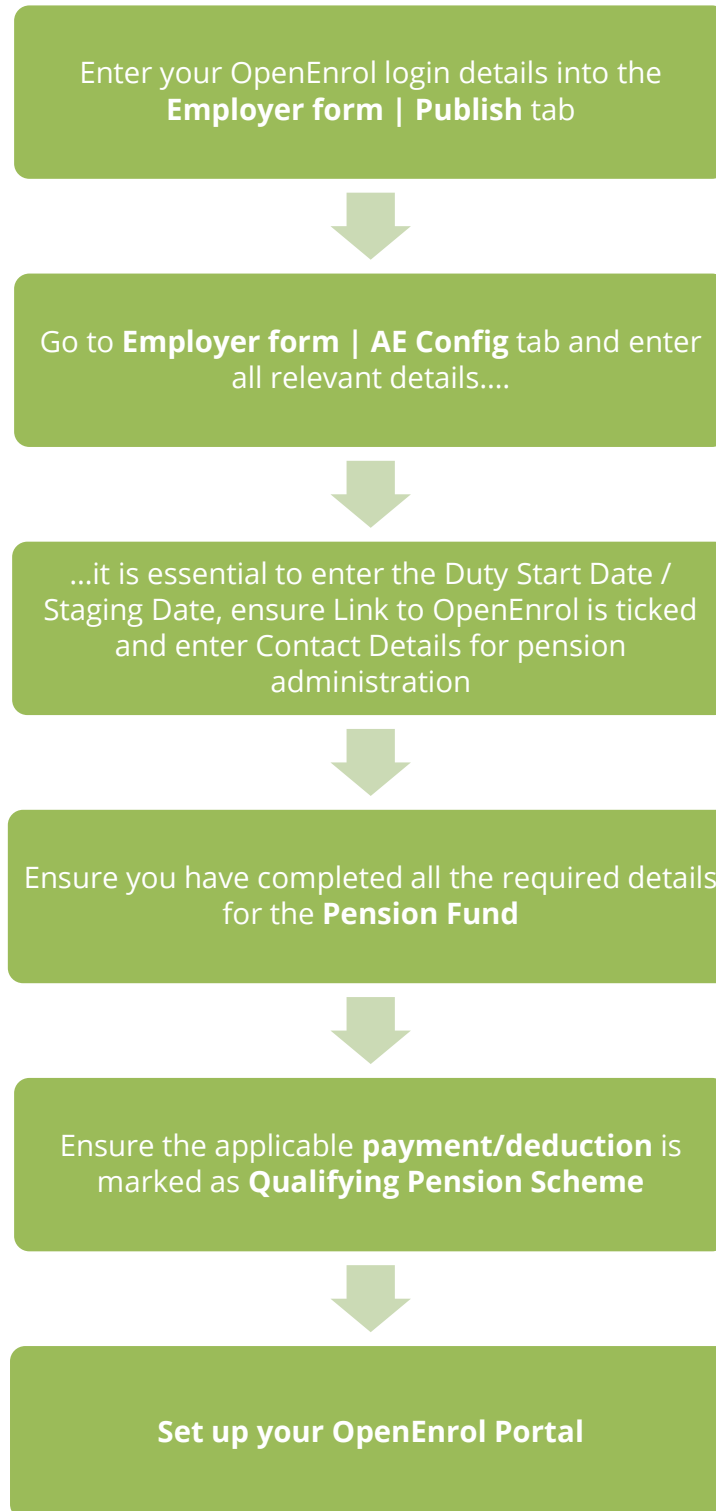 Enter your OpenEnrol login details into the
Employer form | Publish tab
Go to Employer form | AE Config tab and enter
all relevant details....
...it is essential to enter the Duty Start Date /
Staging Date, ensure Link to OpenEnrol is ticked
and enter Contact Details for pension
administration
Ensure you have completed all the required details
for the Pension Fund
Ensure the applicable payment/deduction is
marked as Qualifying Pension Scheme
Set up your OpenEnrol Portal